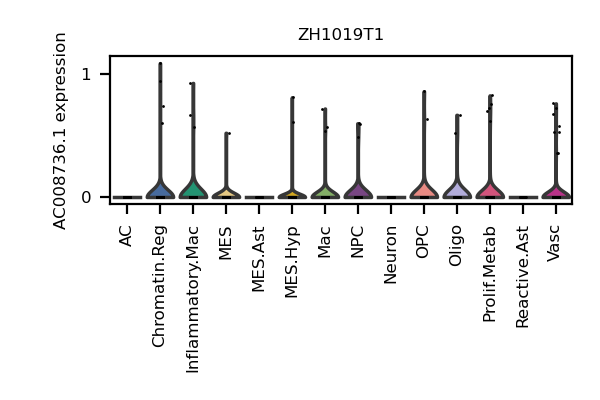 ZH1019T1
AC008736.1 expression
1
0
AC
Chromatin.Reg
Inflammatory.Mac
MES
MES.Ast
MES.Hyp
Mac
NPC
Neuron
OPC
Oligo
Prolif.Metab
Reactive.Ast
Vasc